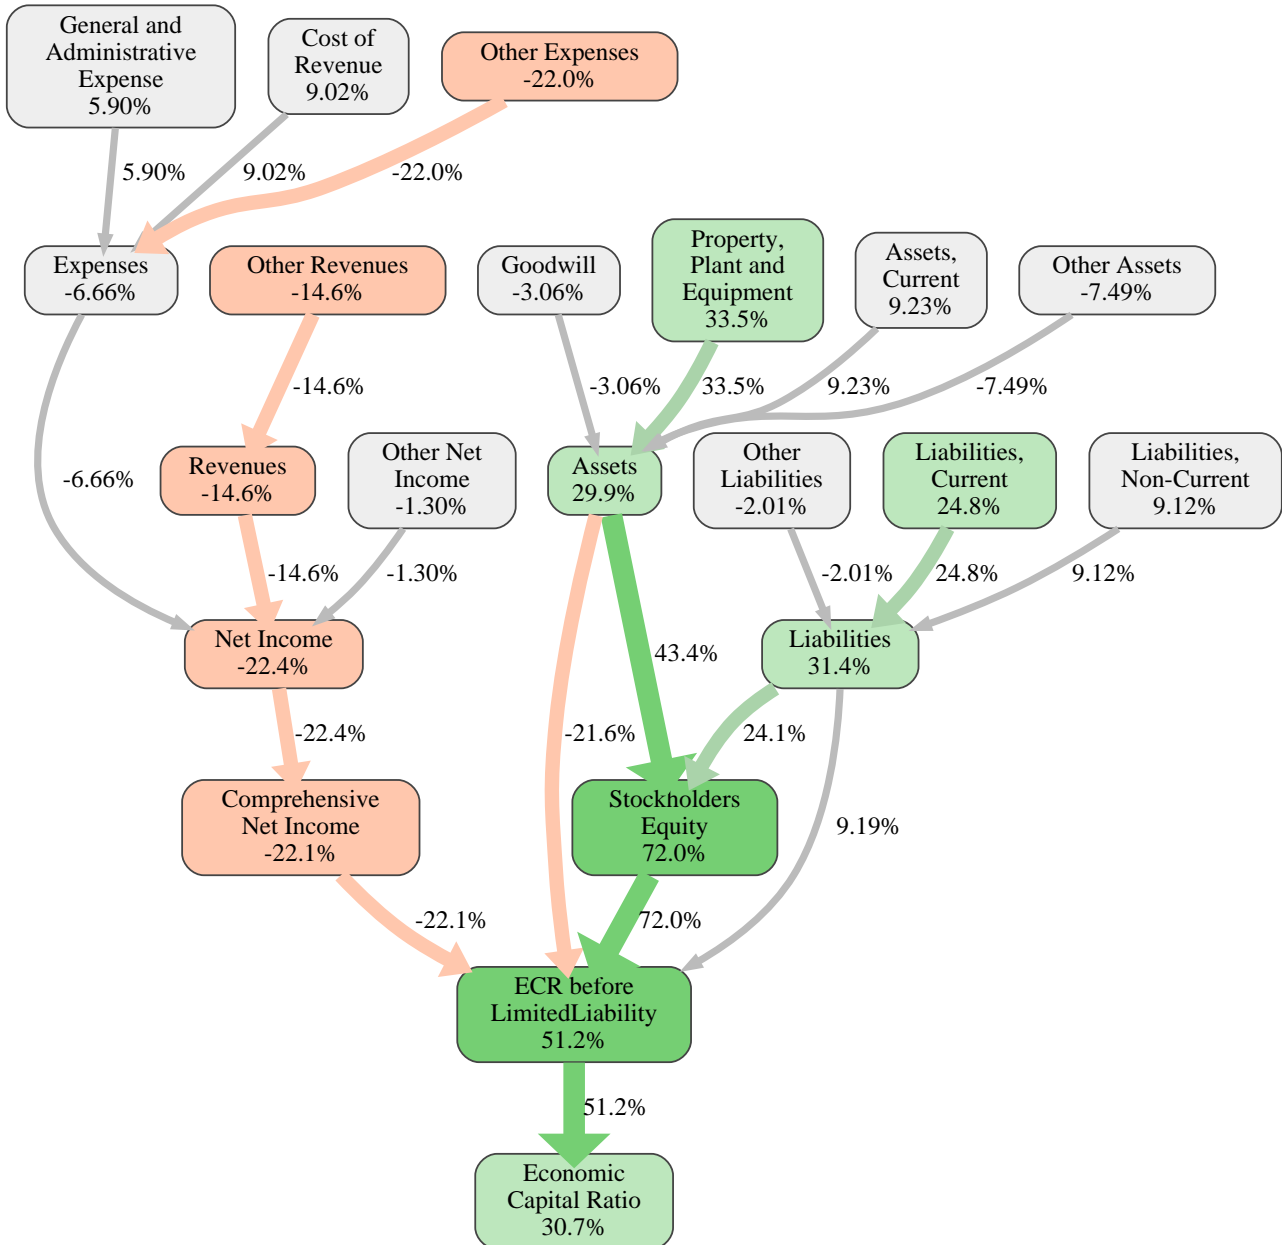 General and
Administrative
Expense
5.90%
Cost of
Revenue
9.02%
Other Expenses
-22.0%
5.90%
9.02%
-22.0%
Expenses
-6.66%
Other Revenues
-14.6%
Goodwill
-3.06%
Property,
Plant and
Equipment
33.5%
Assets,
Current
9.23%
Other Assets
-7.49%
-14.6%
-3.06%
33.5%
9.23%
-7.49%
-6.66%
Revenues
-14.6%
Other Net
Income
-1.30%
Assets
29.9%
Other
Liabilities
-2.01%
Liabilities,
Current
24.8%
Liabilities,
Non-Current
9.12%
-14.6%
-1.30%
-2.01%
24.8%
9.12%
Net Income
-22.4%
43.4%
Liabilities
31.4%
-22.4%
-21.6%
24.1%
Comprehensive
Net Income
-22.1%
Stockholders
Equity
72.0%
9.19%
-22.1%
72.0%
ECR before
LimitedLiability
51.2%
51.2%
Economic
Capital Ratio
30.7%